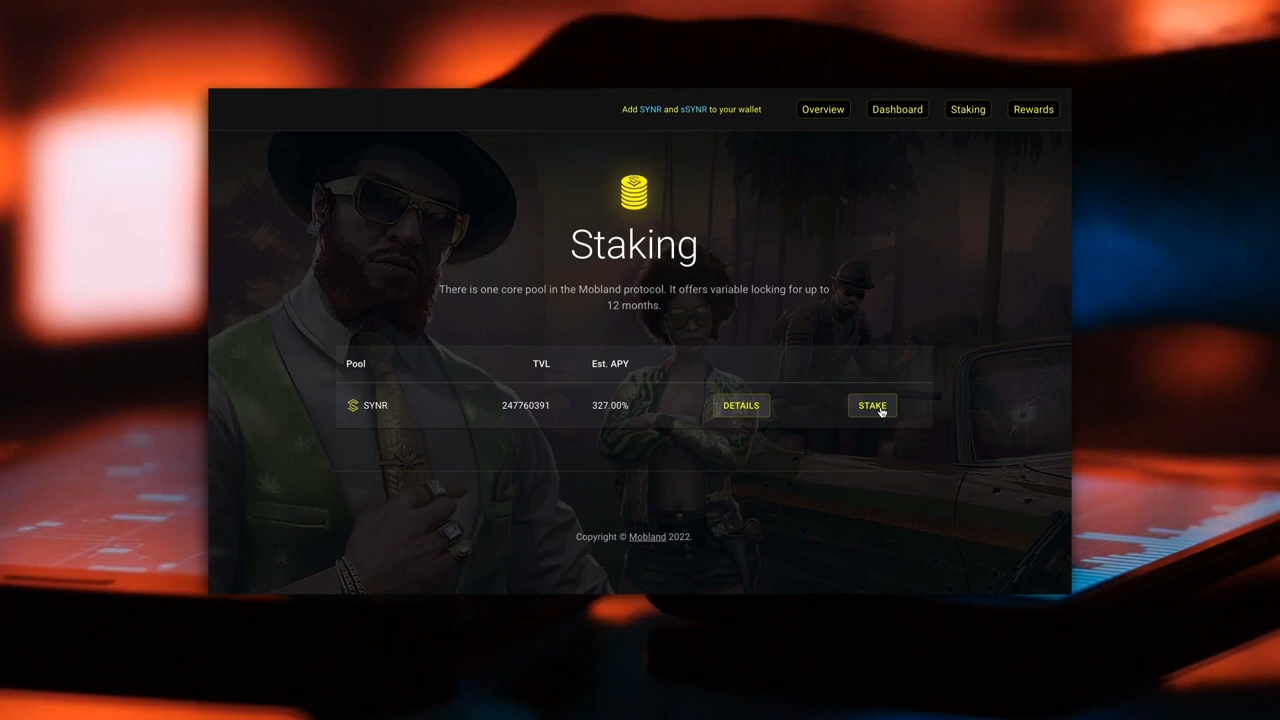 Add SYNR and sSYNR to your wallet
Overview
Dashboard
Staking
Rewards
Staking
There is one core pool in the Mobland protocol. It offers variable locking for up to
12 months.
Pool TVL Est. APY
SYNR 247760391 327.00% DETAILS STAKE
Copyright © Mobland 2022.